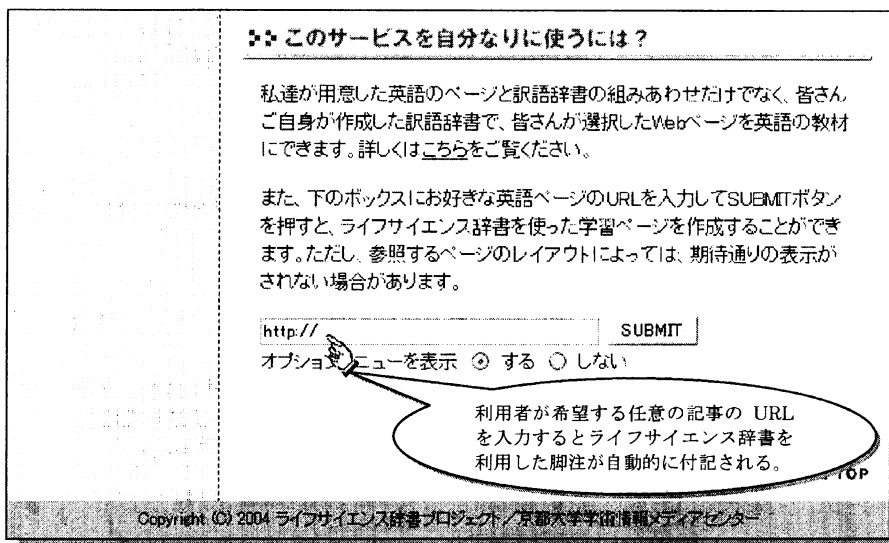 このサービスを自分なりに使うには？
私達が用意した英語のページと訳語辞書の組みあわせだけでなく、皆さん
ご自身が作成した訳語辞書で、皆さんが選択したWebページを英語の教材
にできます。詳しくはこちらをご覧ください。
また、下のボックスにお好きな英語ページのURLを入力してSUBMITボタン
を押すと、ライフサイエンス辞書を使った学習ページを作成することができ
ます。ただし、参照するページのレイアウトによっては、期待通りの表示が
されない場合があります。
http:// SUBMIT
オプションメニューを表示 する しない
利用者が希望する任意の記事の URL
を入力するとライフサイエンス辞書を
利用した脚注が自動的に付記される。
TOP
Copyright (C) 2004 ライフサイエンス辞書プロジェクト／京都大学学術情報メディアセンター